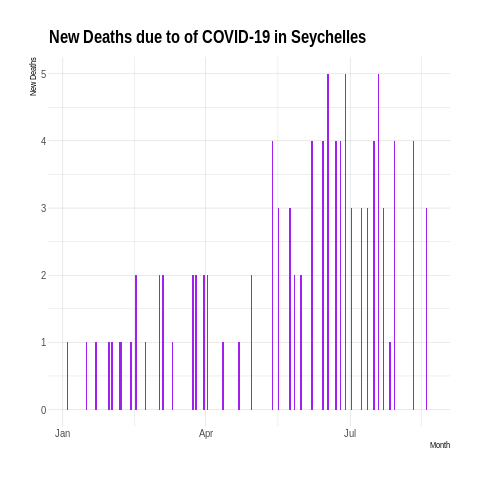 New Deaths due to of COVID-19 in Seychelles
New Deaths
5
4
3
2
1
0
Jan
Apr
Jul
Month